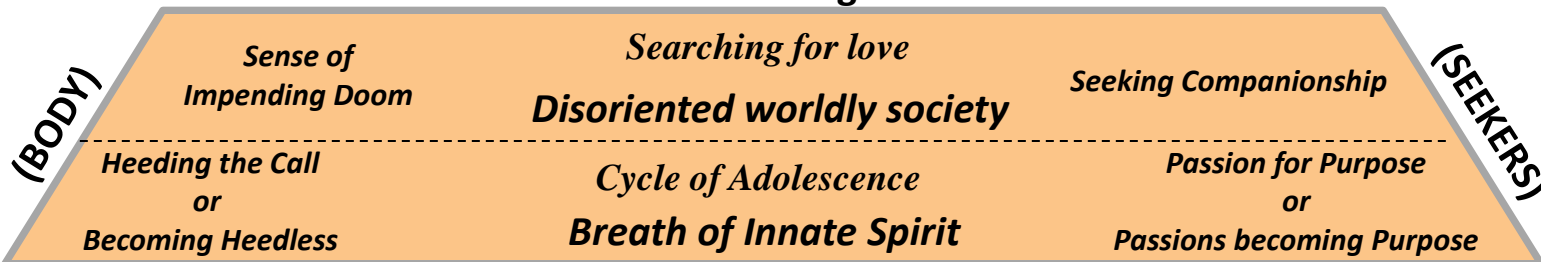 Sense of
Impending Doom
Searching for love
Disoriented worldly society
Seeking Companionship
(BODY)
(SEEKERS)
Heeding the Call
or
Becoming Heedless
Cycle of Adolescence
Breath of Innate Spirit
Passion for Purpose
or
Passions becoming Purpose